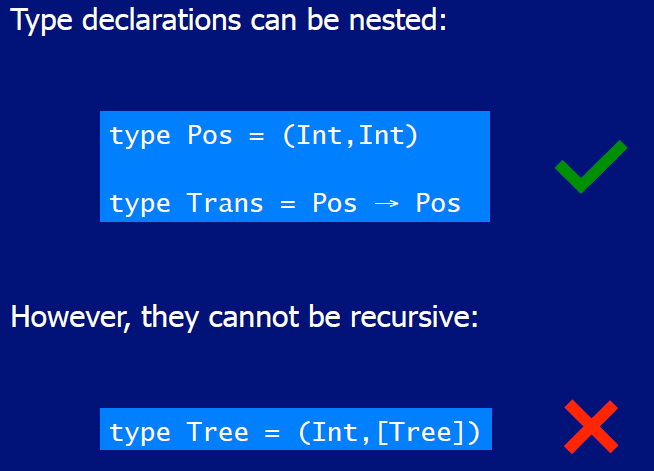 Type declarations can be nested:
type Pos = (Int,Int)
type Trans = Pos → Pos
However, they cannot be recursive:
type Tree = (Int,[Tree])